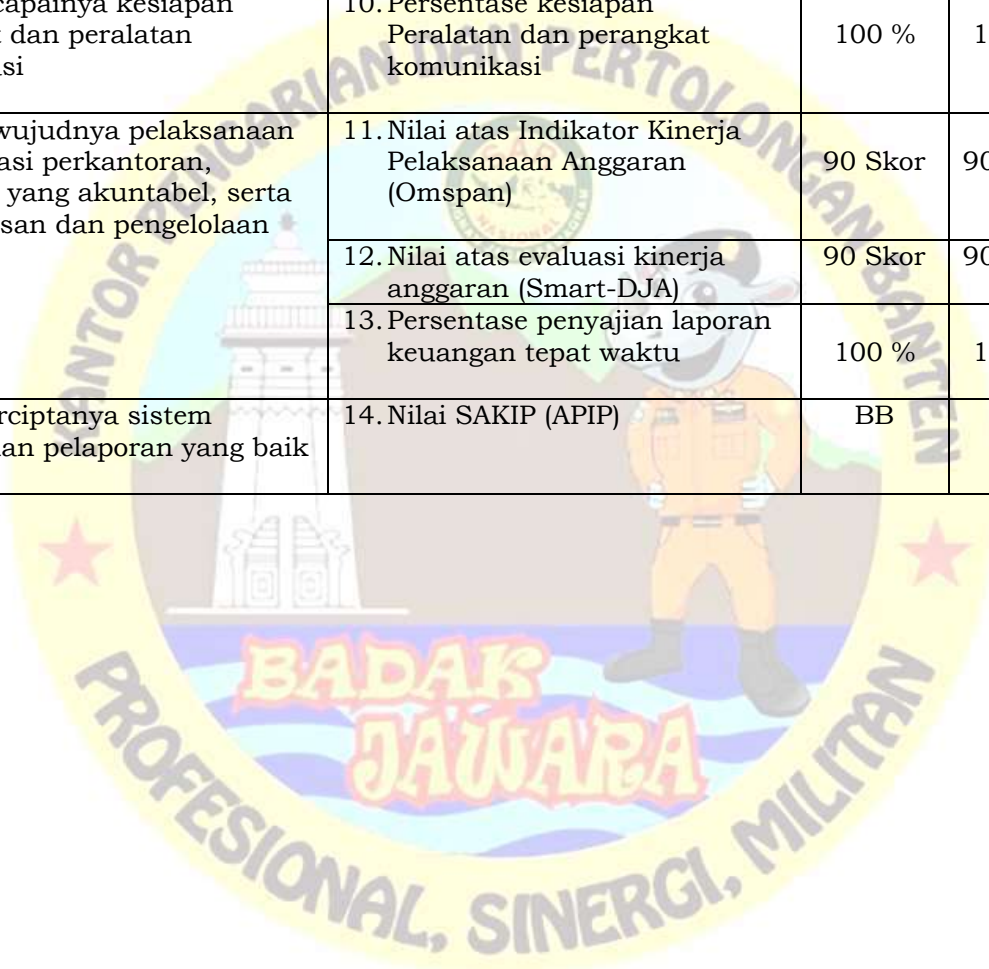 capainya kesiapan
dan peralatan
si
10. Persentase kesiapan
Peralatan dan perangkat
komunikasi
100 %
1
wujudnya pelaksanaan
asi perkantoran,
yang akuntabel, serta
san dan pengelolaan
11. Nilai atas Indikator Kinerja
Pelaksanaan Anggaran
(Omspan)
90 Skor
90
12. Nilai atas evaluasi kinerja
anggaran (Smart-DJA)
90 Skor
90
13. Persentase penyajian laporan
keuangan tepat waktu
100 %
1
rciptanya sistem
an pelaporan yang baik
14. Nilai SAKIP (APIP)
BB
KANTOR PENCARIAN DAN PERTOLONGAN BANTEN
NASIONAL
BADAK
JAWARA
PROFESIONAL, SINERGI, MILITAN